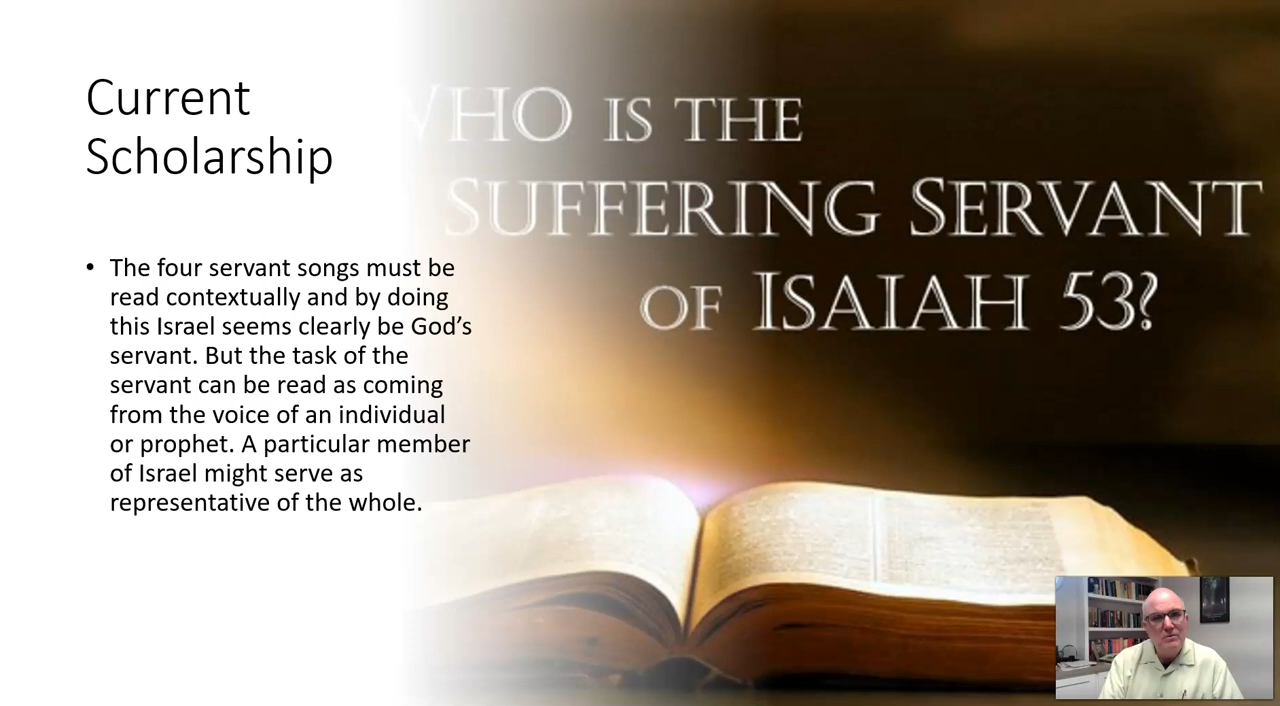 Current
Scholarship
• The four servant songs must be
read contextually and by doing
this Israel seems clearly be God’s
servant. But the task of the
servant can be read as coming
from the voice of an individual
or prophet. A particular member
of Israel might serve as
representative of the whole.
WHO IS THE
SUFFERING SERVANT
OF ISAIAH 53?